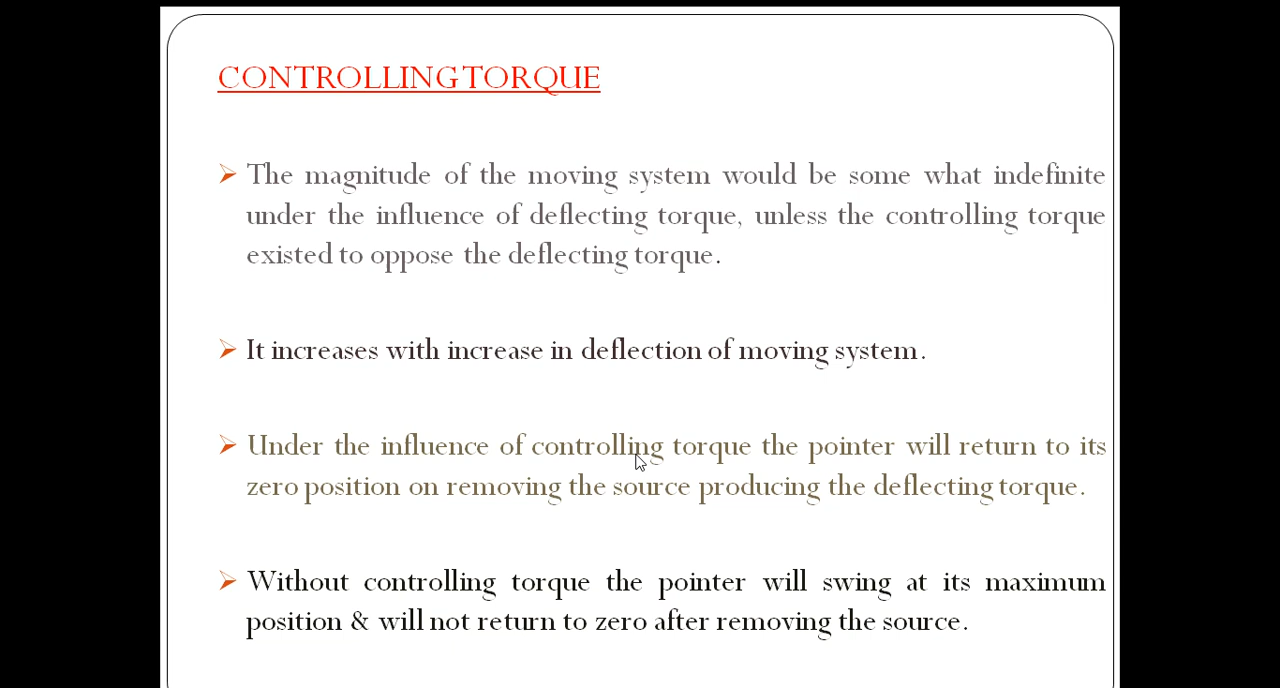 CONTROLLING TORQUE
The magnitude of the moving system would be some what indefinite
under the influence of deflecting torque, unless the controlling torque
existed to oppose the deflecting torque.
It increases with increase in deflection of moving system.
Under the influence of controlling torque the pointer will return to its
zero position on removing the source producing the deflecting torque.
Without controlling torque the pointer will swing at its maximum
position & will not return to zero after removing the source.